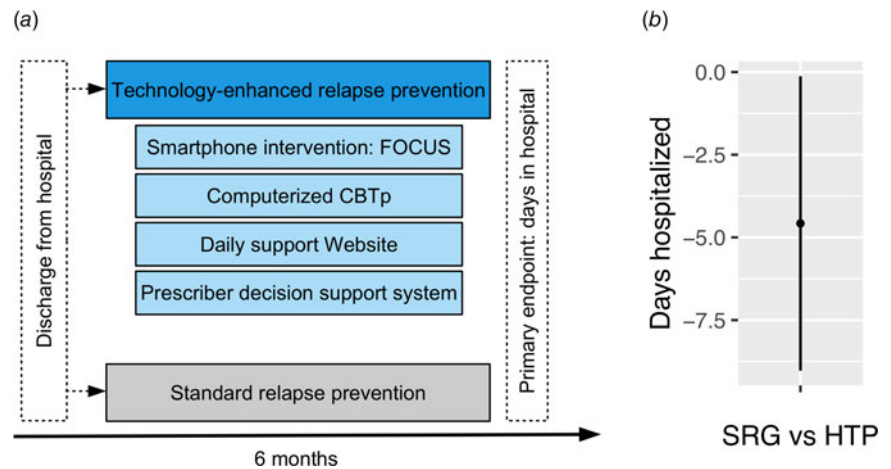 (a)
Discharge from hospital
Technology-enhanced relapse prevention
Smartphone intervention: FOCUS
Computerized CBTp
Daily support Website
Prescriber decision support system
Standard relapse prevention
Primary endpoint: days in hospital
6 months
(b)
Days hospitalized
0.0
−2.5
−5.0
−7.5
SRG vs HTP